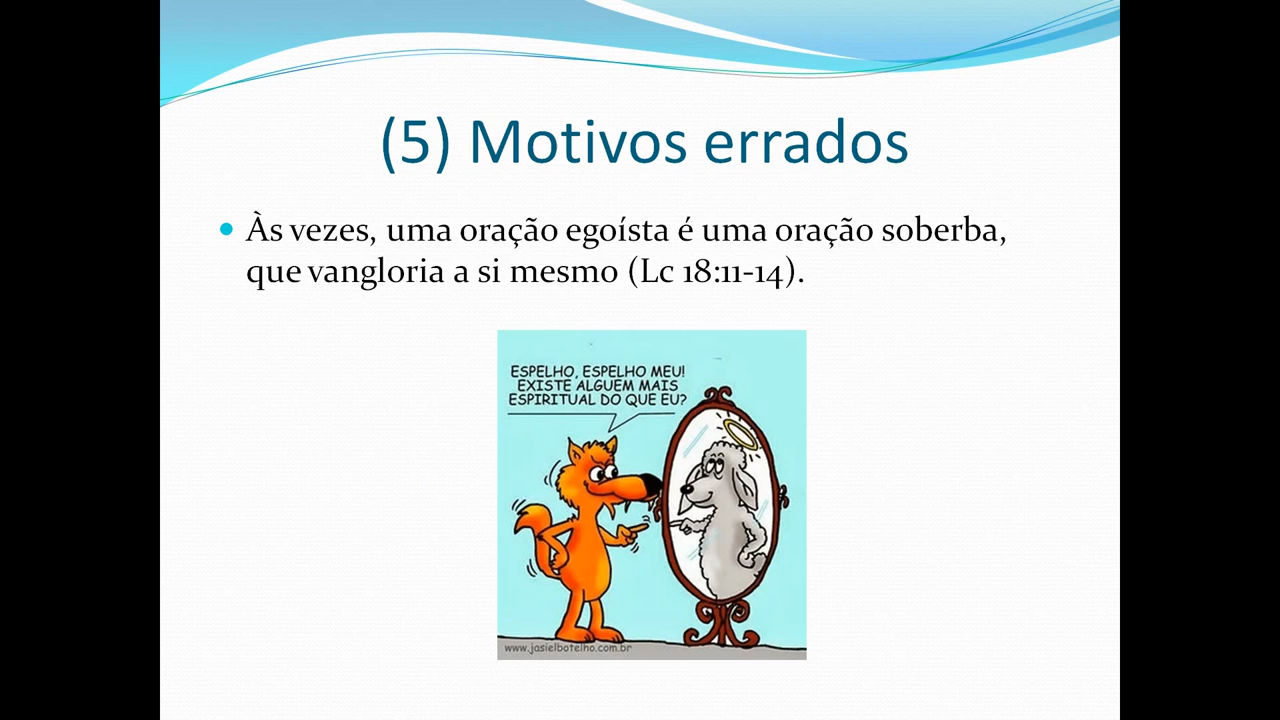 (5) Motivos errados
Às vezes, uma oração egoísta é uma oração soberba,
que vangloria a si mesmo (Lc 18:11-14).
ESPELHO, ESPELHO MEU!
EXISTE ALGUEM MAIS
ESPIRITUAL DO QUE EU?
www.jasielbotelho.com.br